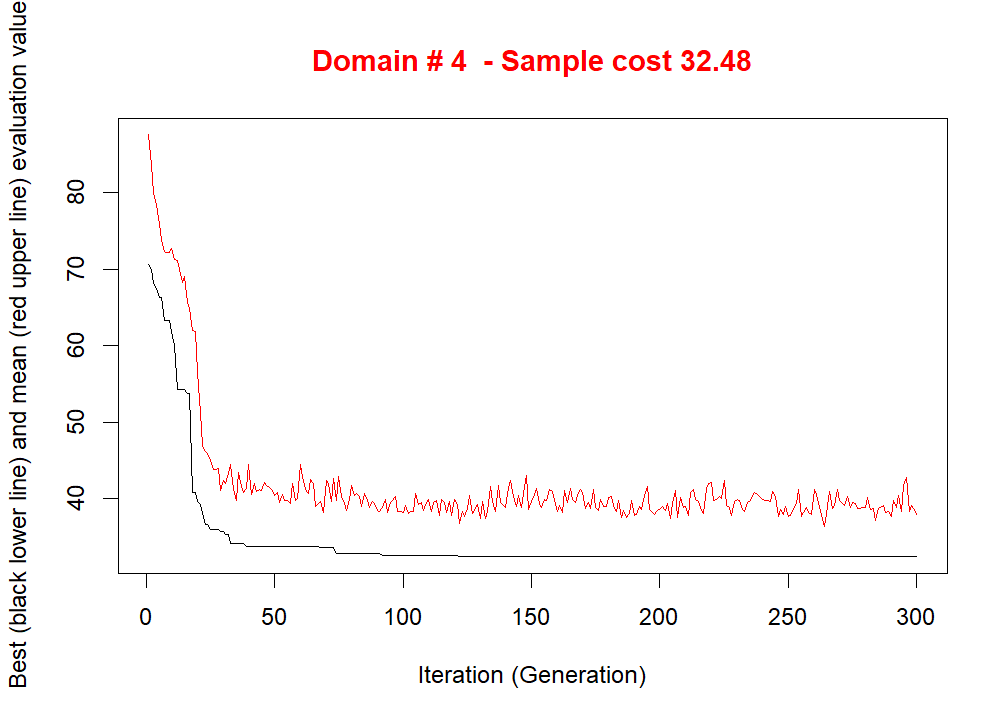 Domain # 4  - Sample cost 32.48
Best (black lower line) and mean (red upper line) evaluation value
80
70
60
50
40
0 50 100 150 200 250 300
Iteration (Generation)